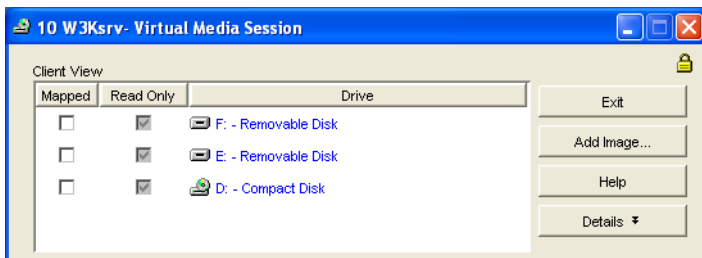 10 W3Ksrv- Virtual Media Session
Client View
Mapped Read Only Drive
F: - Removable Disk
E: - Removable Disk
D: - Compact Disk
Exit
Add Image...
Help
Details